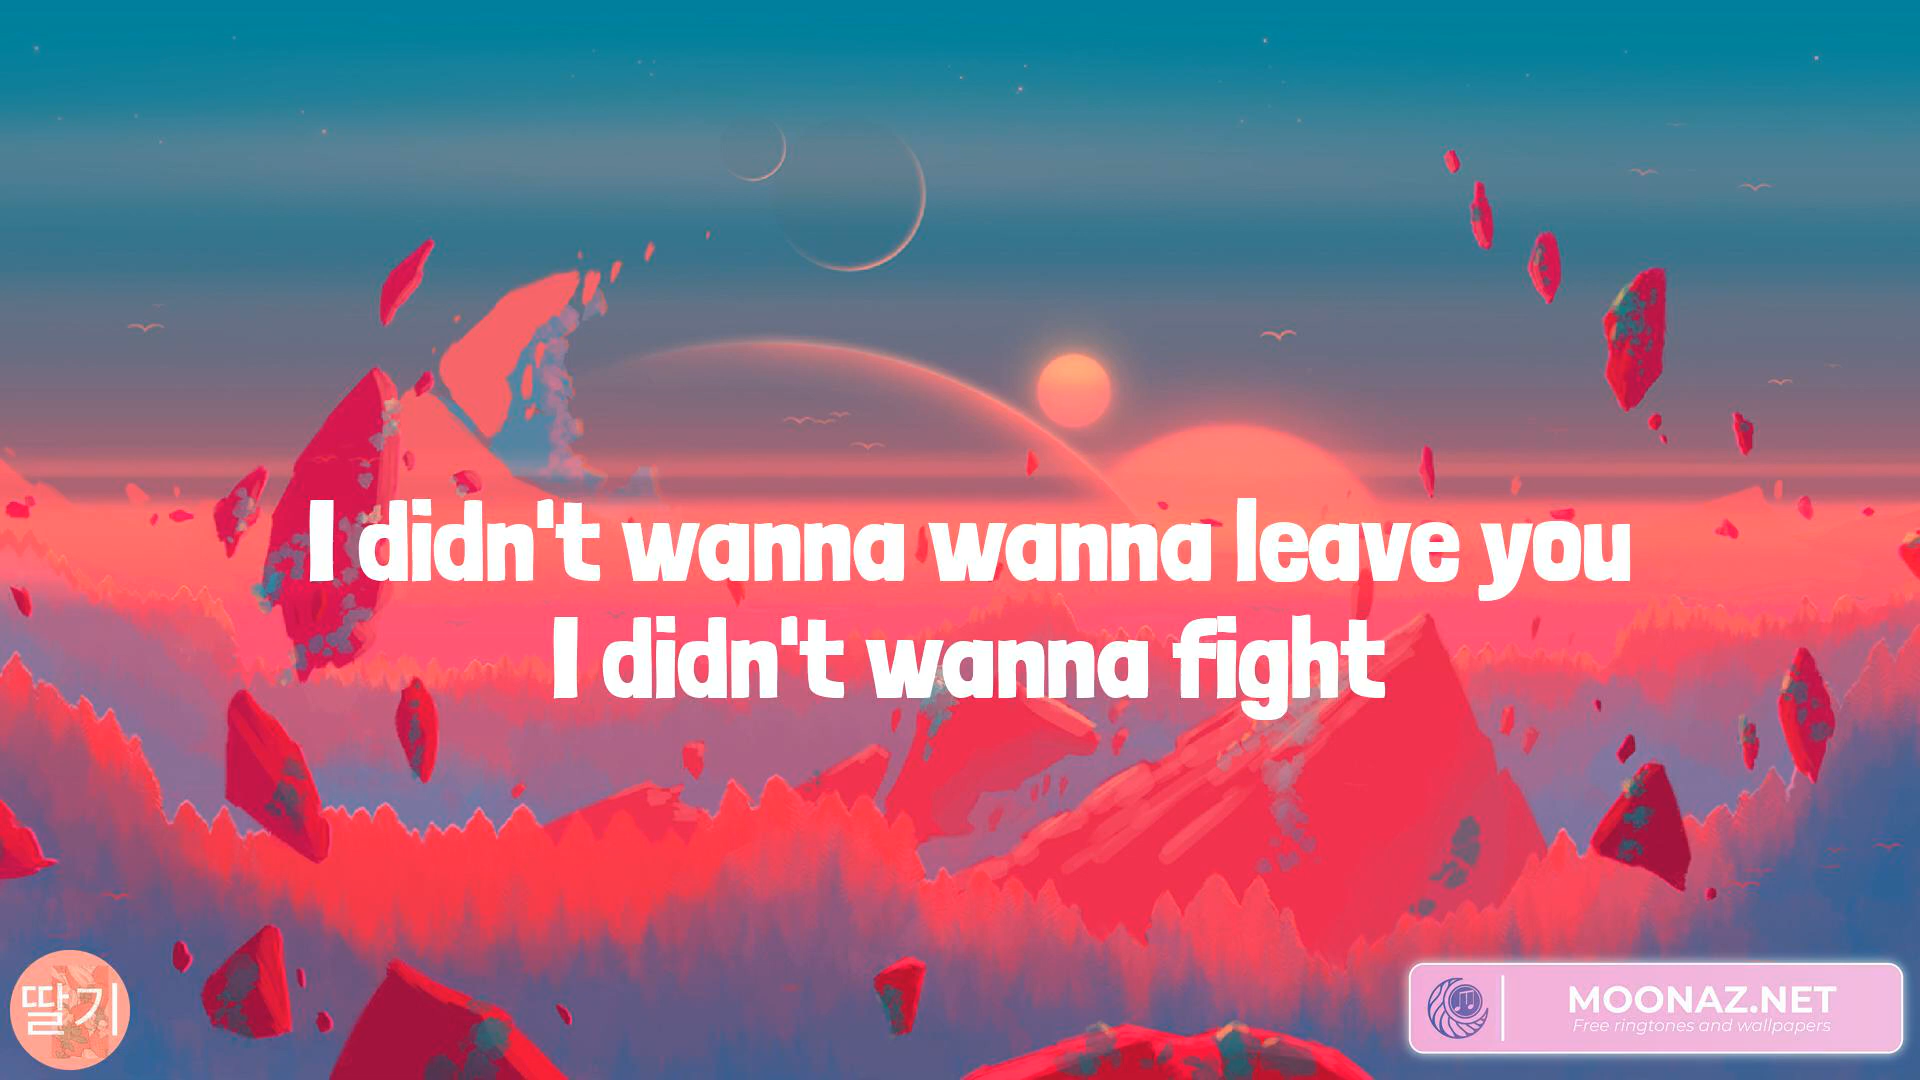 I didn't wanna wanna leave you
I didn't wanna fight
딸기
MOONAZ.NET
Free ringtones and wallpapers